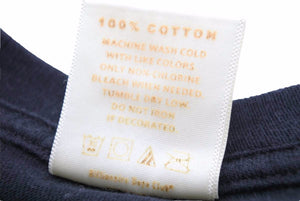 100% COTTON
MACHINE WASH COLD
WITH LIKE COLORS.
ONLY NON-CHLORINE
BLEACH WHEN NEEDED.
TUMBLE DRY LOW.
DO NOT IRON
IF DECORATED.